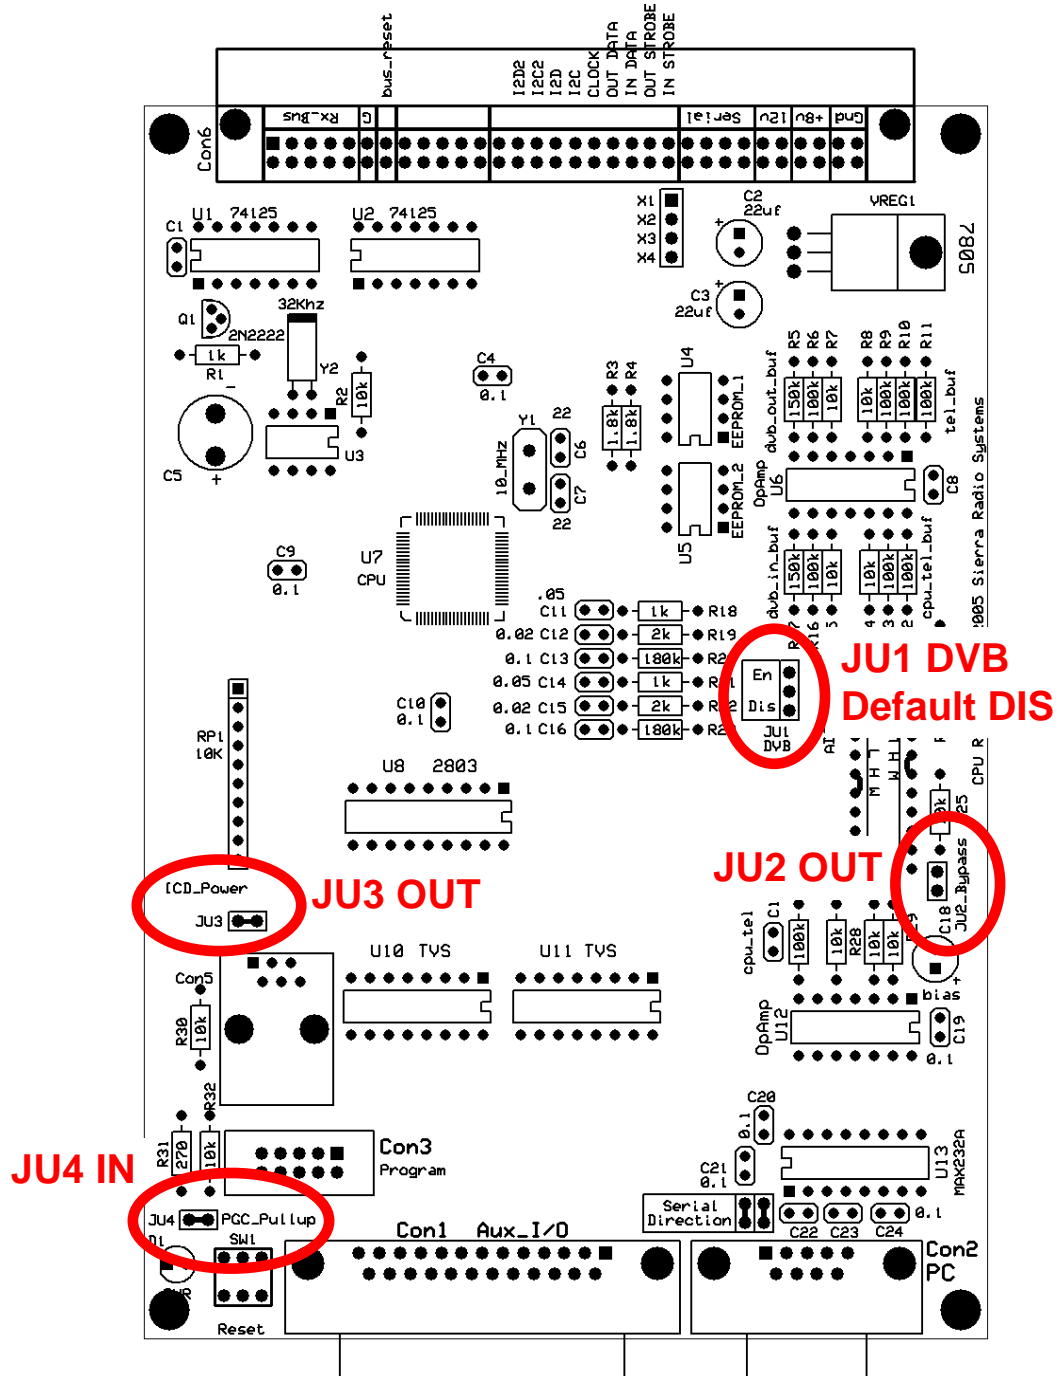 bus_reset
I2D2
I2C2
I2D
I2C
CLOCK
OUT DATA
IN DATA
OUT STROBE
IN STROBE
Con6
Rx_Bus
G
Serial
12v
+8v
Gnd
U1 74125
U2 74125
C1
X1
X2
X3
X4
C2
22uf
+
VREG1
7805
C3
22uf
+
Q1
2N2222
32Khz
Y2
1k
R1
R2
10k
C5
-
+
U3
C4
0.1
Y1
10_MHz
22
C6
C7
22
R3
R4
1.8k
1.8k
U4
EEPROM_1
EEPROM_2
U5
R5
R6
R7
R8
R9
R10
R11
dvb_out_buf
150k
100k
10k
10k
100k
100k
100k
tel_buf
OpAmp
U6
C8
dvb_in_buf
150k
100k
10k
10k
100k
100k
cpu_tel_buf
R16
2005 Sierra Radio Systems
CPU R
C9
0.1
U7
CPU
.05
C11 1k R18
0.02 C12 2k R19
0.1 C13 180k
0.05 C14 1k
0.02 C15 2k
0.1 C16 180k
C10
0.1
En
Dis
JU1
DVB
JU1 DVB
Default DIS
L H M
RP1
10K
U8 2803
JU2 OUT
JU2_Bypass
ICD_Power
JU3
JU3 OUT
Con5
U10 TVS
U11 TVS
cpu_tel
100k
10k
R28
10k
10k
C18
+
bias
OpAmp
U12
C19
0.1
R30
10k
R32
R31
270
10k
Con3
Program
JU4 IN
JU4
PGC_Pullup
SW1
Reset
C20
0.1
C21
0.1
U13
MAX232A
Serial
Direction
C22
C23
C24
0.1
Con1 Aux_I/O
Con2
PC